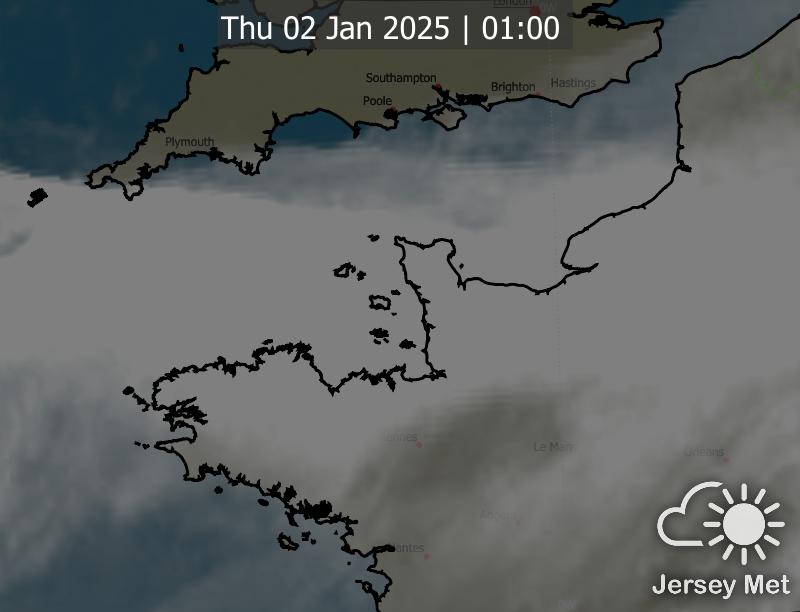 London
Thu 02 Jan 2025 | 01:00
Southampton
Brighton
Hastings
Poole
Plymouth
Rennes
Le Man
Orleans
Angers
Nantes
Jersey Met